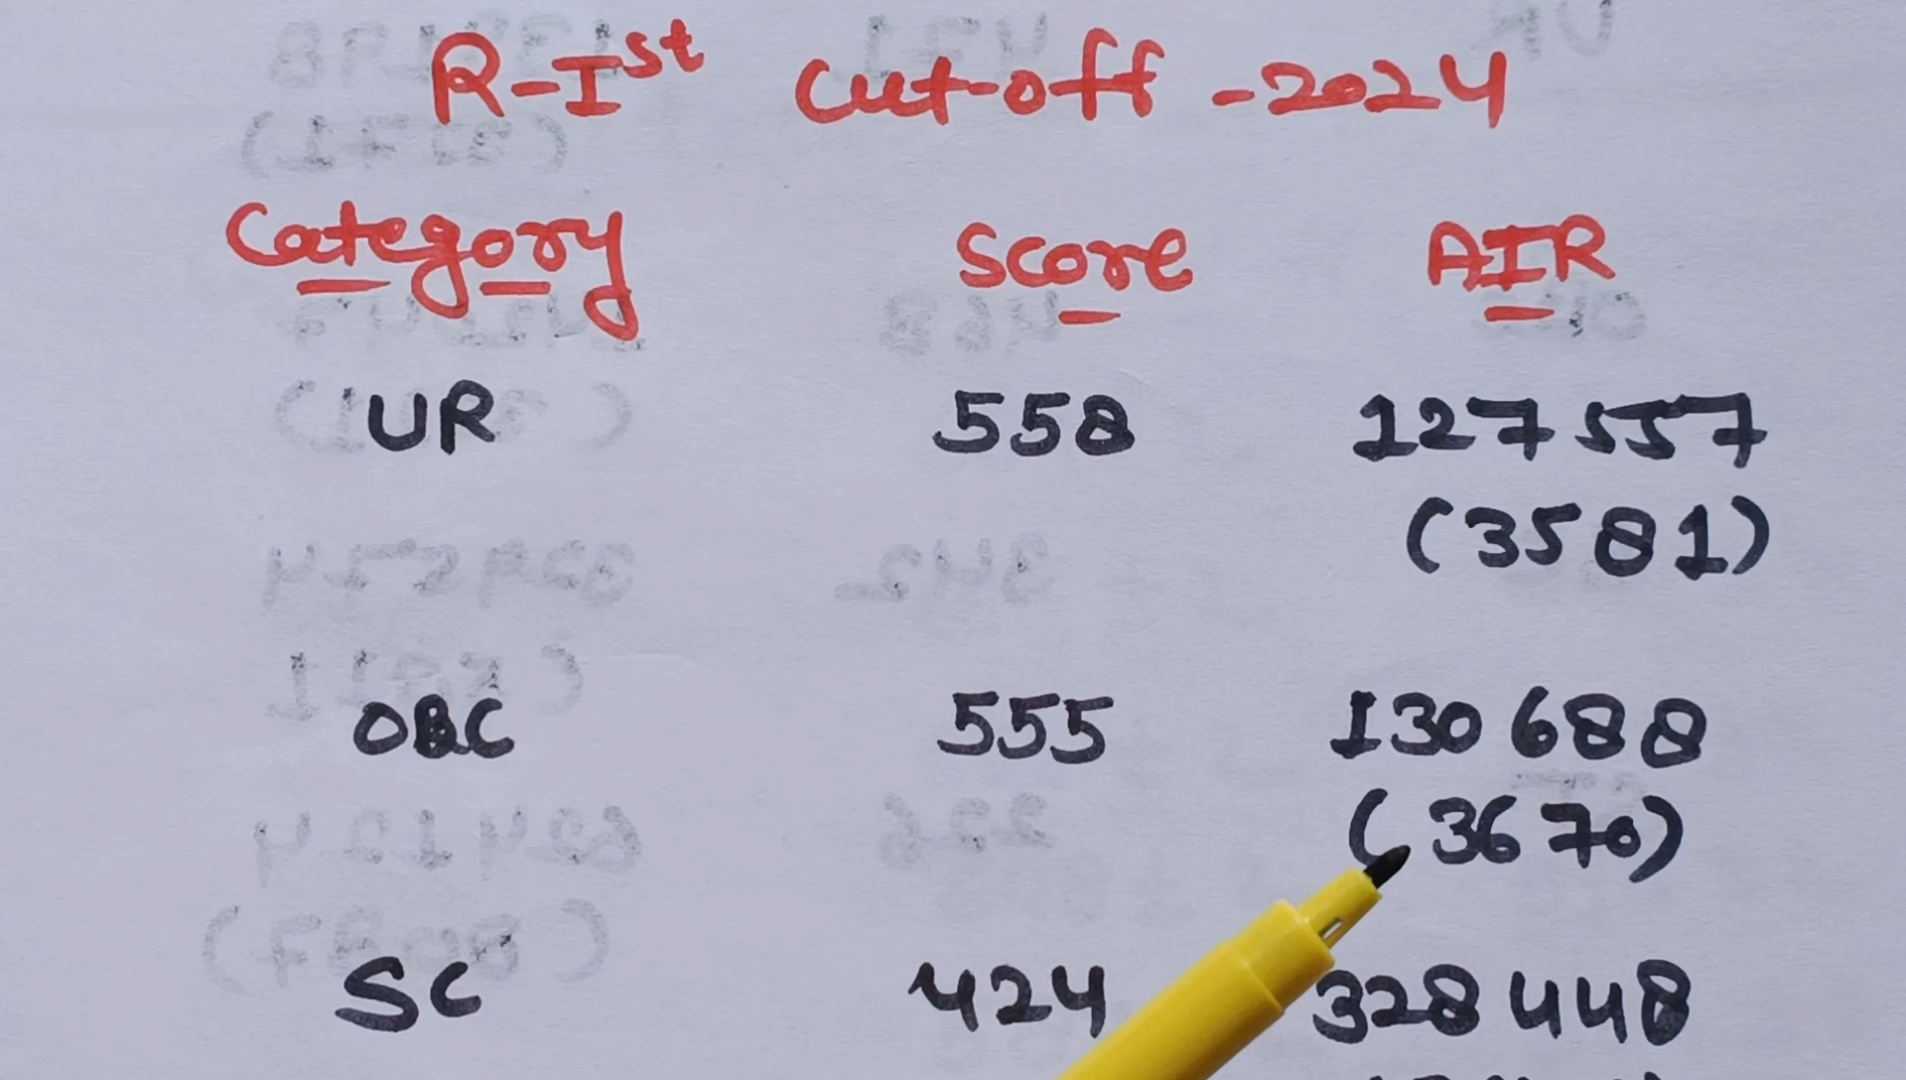 R-Ist Cut-off - 2024
Category Score AIR
UR 558 127557
(3581)
OBC 555 130688
(3670)
SC 424 328448